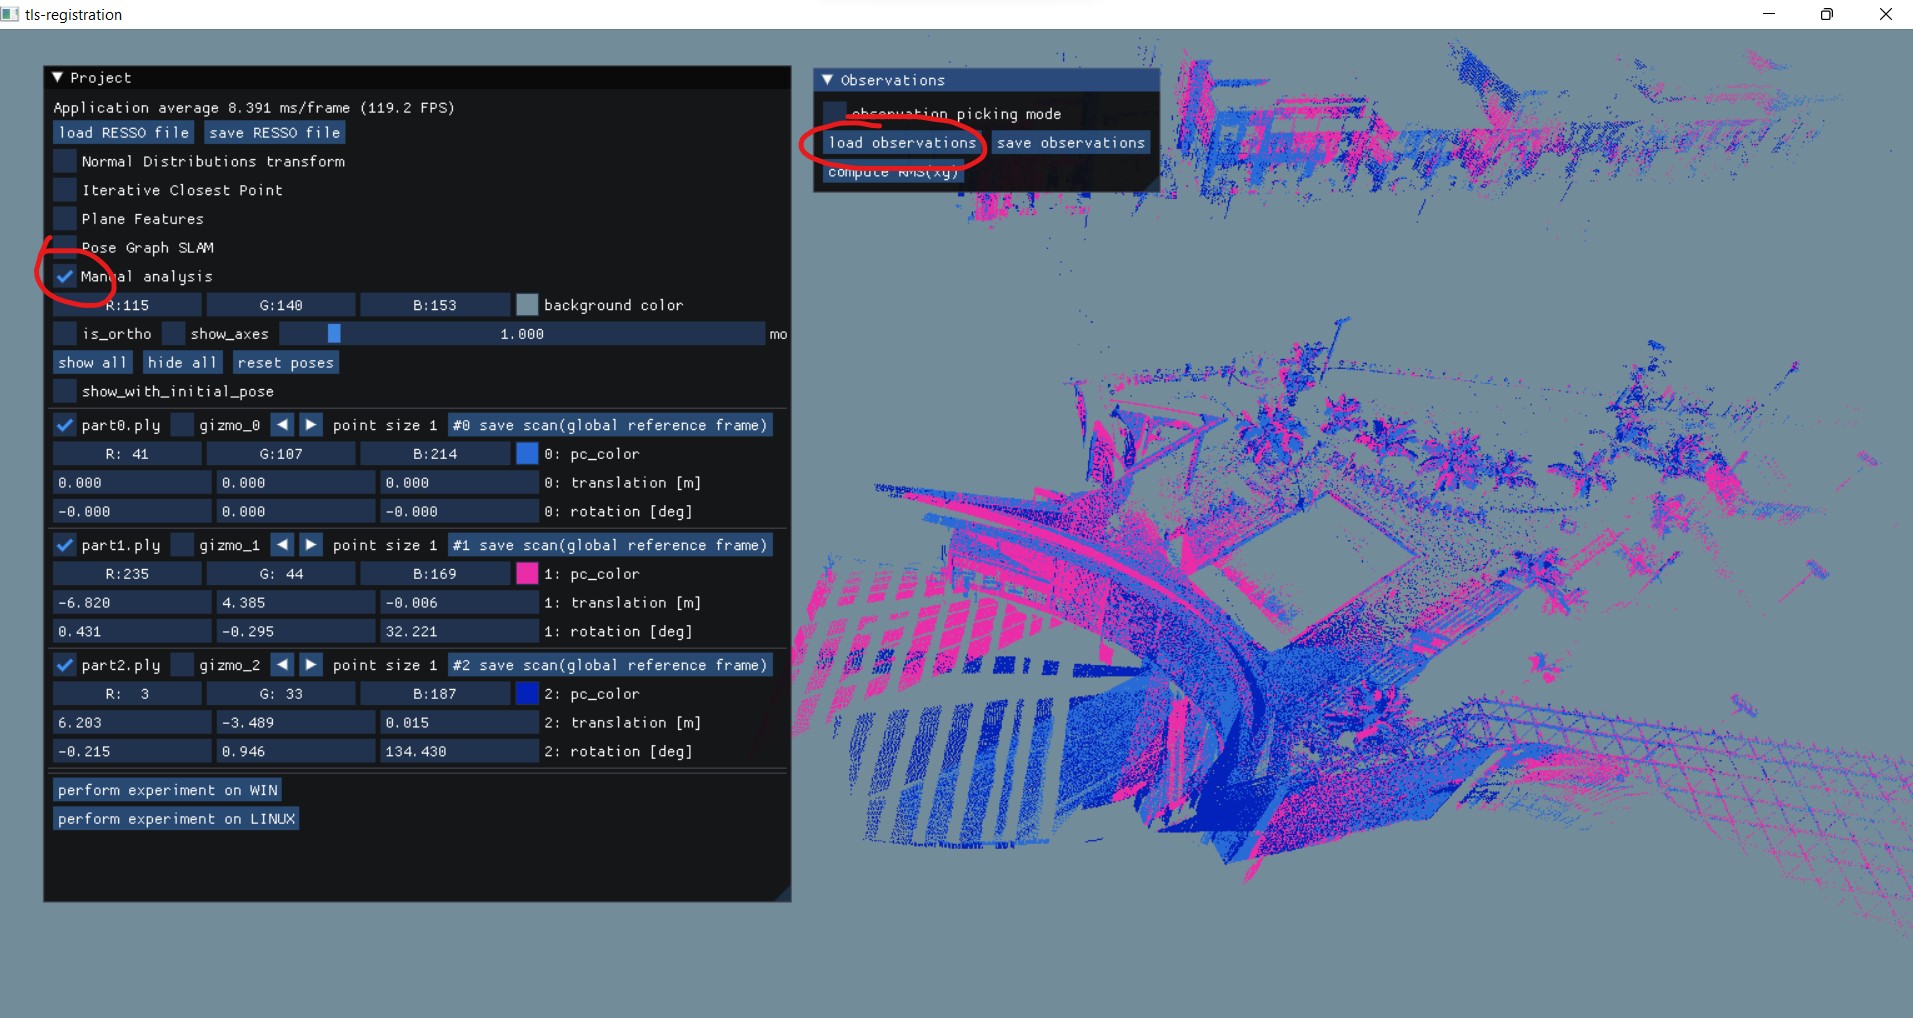 tls-registration
Project
Application average 8.391 ms/frame (119.2 FPS)
load RESSO file save RESSO file
Normal Distributions transform
Iterative Closest Point
Plane Features
Pose Graph SLAM
Manual analysis
R:115 G:140 B:153 background color
is_ortho show_axes 1.000 mo
show all hide all reset poses
show_with_initial_pose
part0.ply gizmo_0 point size 1 #0 save scan(global reference frame)
R: 41 G:107 B:214 0: pc_color
0.000 0.000 0.000 0: translation [m]
-0.000 0.000 -0.000 0: rotation [deg]
part1.ply gizmo_1 point size 1 #1 save scan(global reference frame)
R:235 G: 44 B:169 1: pc_color
-6.820 4.385 -0.006 1: translation [m]
0.431 -0.295 32.221 1: rotation [deg]
part2.ply gizmo_2 point size 1 #2 save scan(global reference frame)
R: 3 G: 33 B:187 2: pc_color
6.203 -3.489 0.015 2: translation [m]
-0.215 0.946 134.430 2: rotation [deg]
perform experiment on WIN
perform experiment on LINUX
Observations
observation picking mode
load observations save observations
compute RMS(xy)